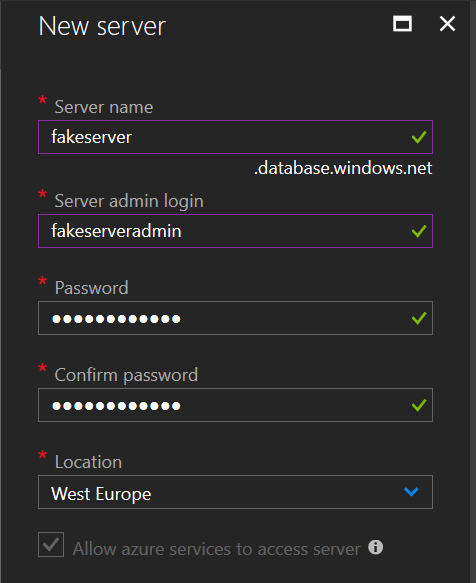 New server
* Server name
fakeserver
.database.windows.net
* Server admin login
fakeserveradmin
* Password
●●●●●●●●●●●●
* Confirm password
●●●●●●●●●●●●
* Location
West Europe
Allow azure services to access server